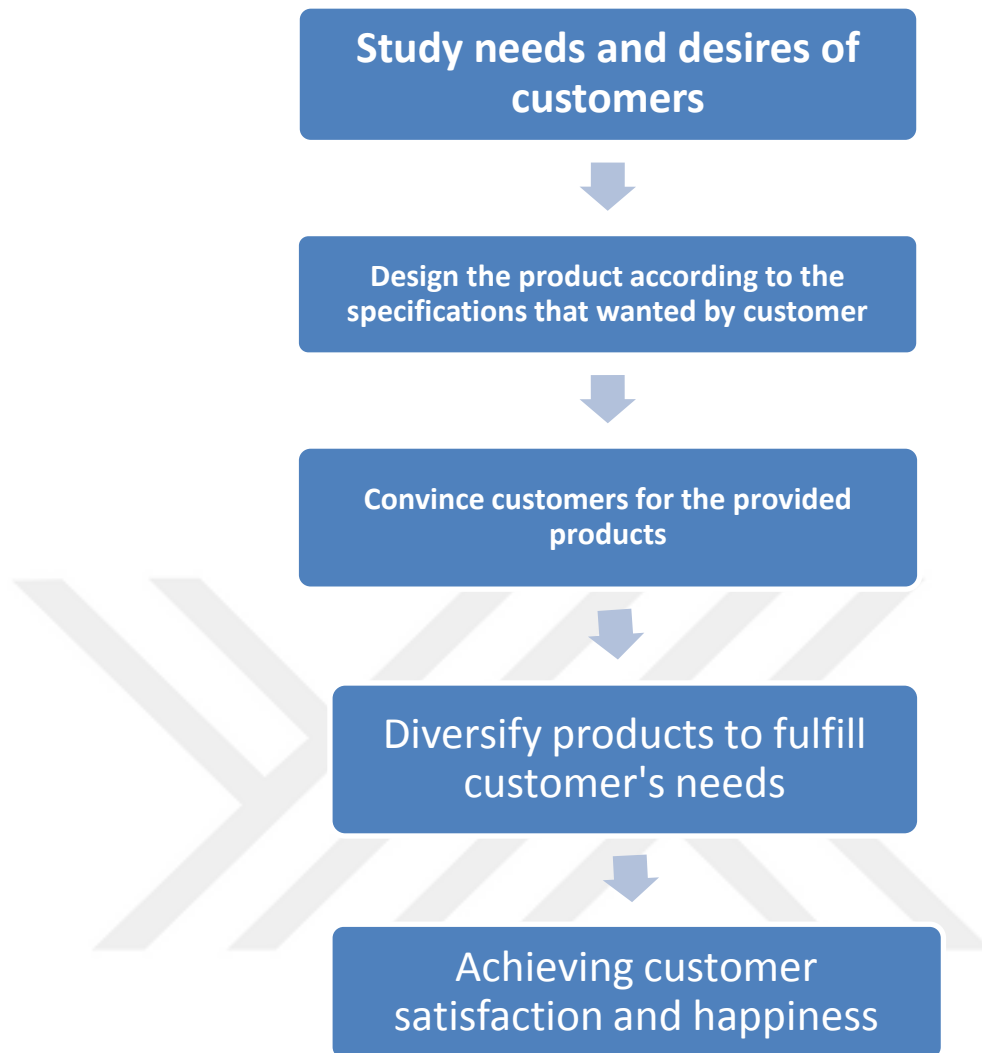 Study needs and desires of
customers
Design the product according to the
specifications that wanted by customer
Convince customers for the provided
products
Diversify products to fulfill
customer's needs
Achieving customer
satisfaction and happiness